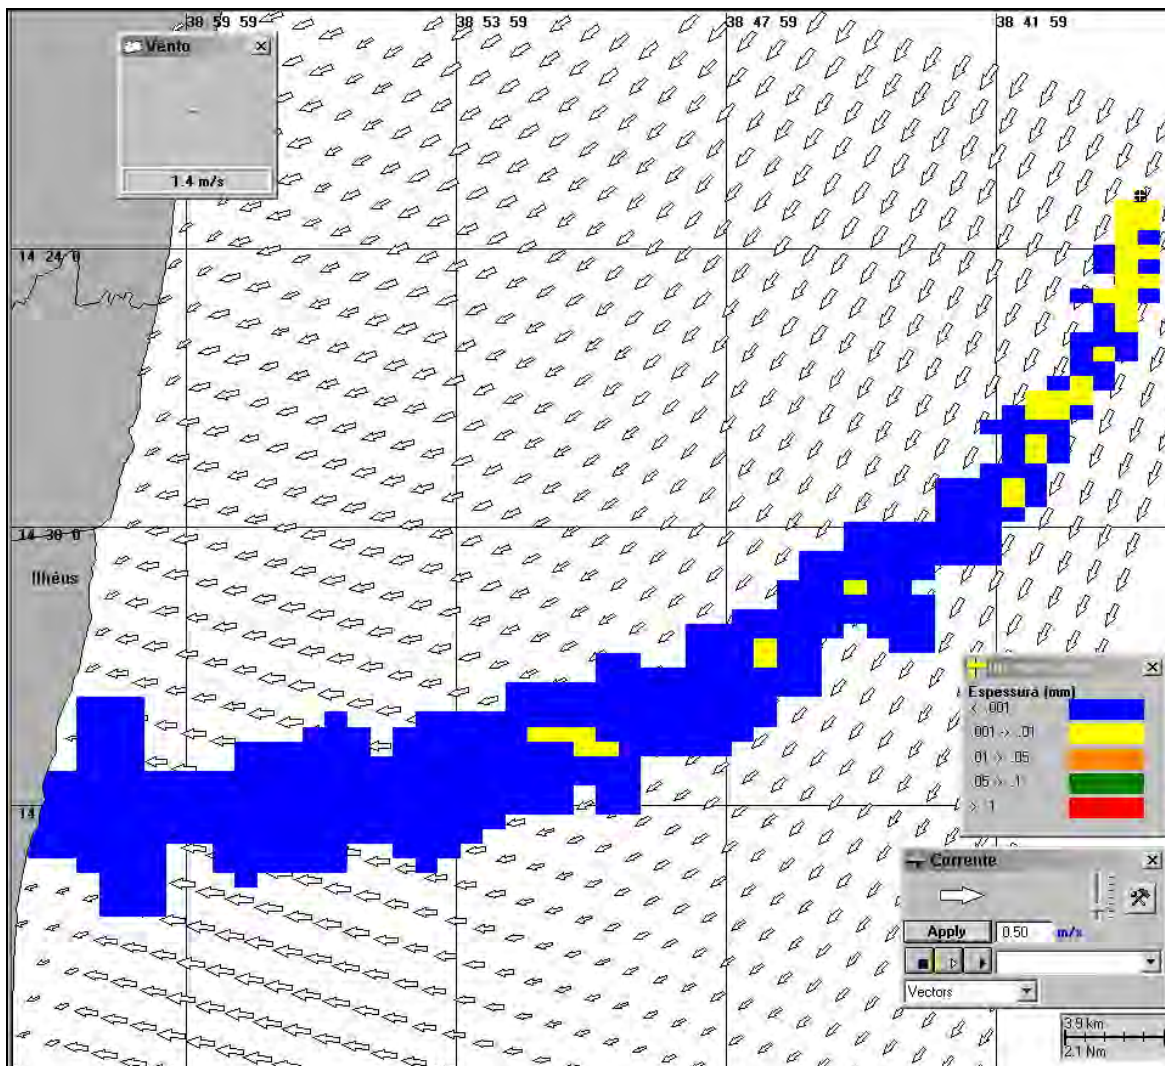 38 59 59
38 53 59
38 47 59
38 41 59
Vento
1.4 m/s
14 24 0
14 30 0
Ilhéus
14
Espessura (mm)
< .001
.001 -> .01
.01 -> .05
.05 -> .1
> .1
Corrente
Apply 0.50 m/s
Vectors
3.9 km
2.1 Nm